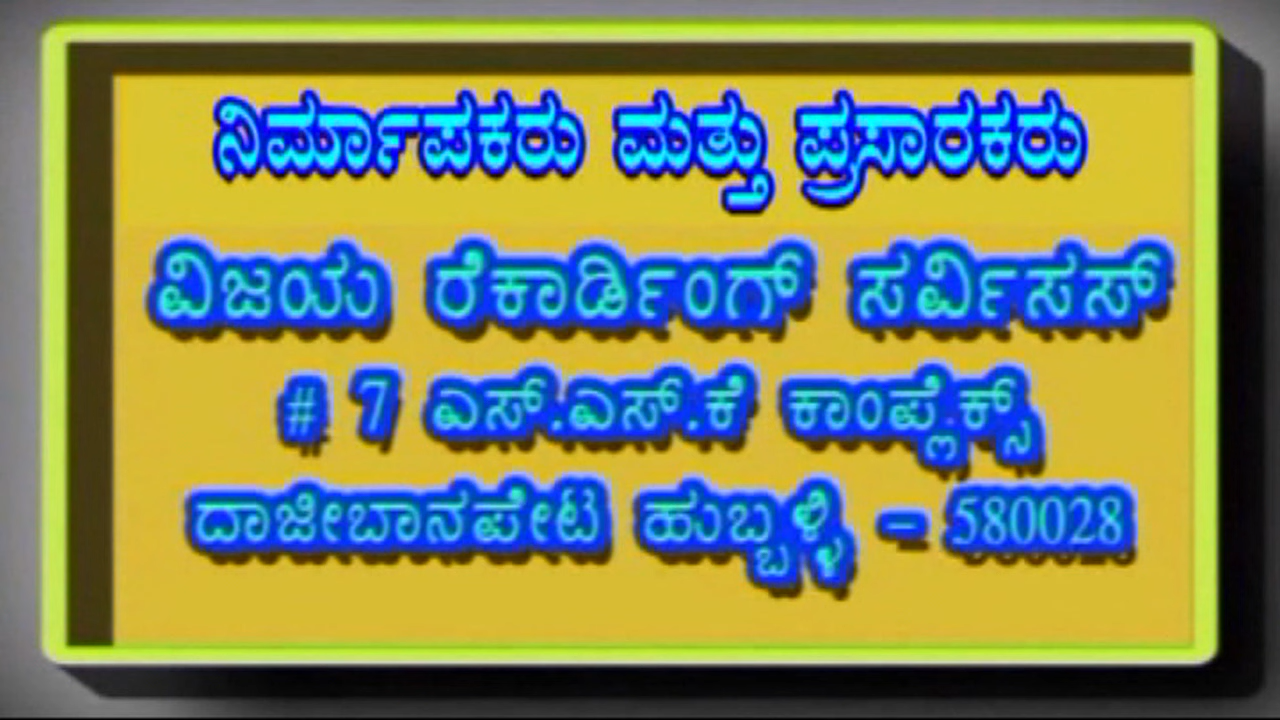 ನಿರ್ಮಾಪಕರು ಮತ್ತು ಪ್ರಸಾರಕರು
ವಿಜಯ ರೆಕಾರ್ಡಿಂಗ್ ಸರ್ವಿಸಸ್
# 7 ಎಸ್.ಎಸ್.ಕೆ ಕಾಂಪ್ಲೆಕ್ಸ್
ದಾಜೀಬಾನಪೇಟ ಹುಬ್ಬಳ್ಳಿ - 580028